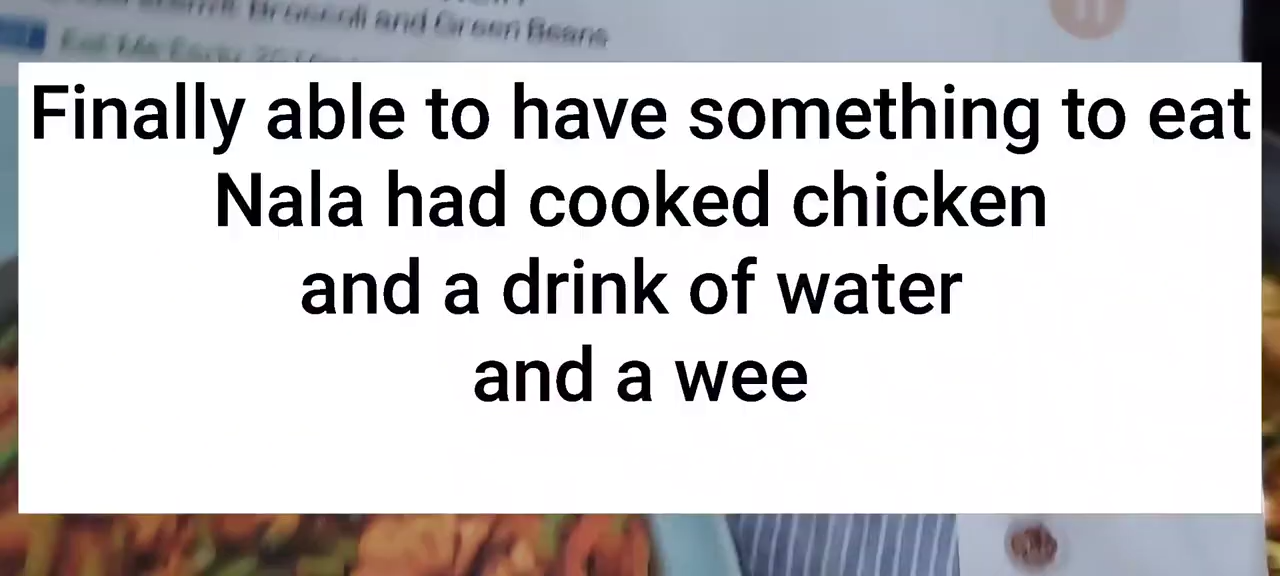 Broccoli and Green Beans
Finally able to have something to eat
Nala had cooked chicken
and a drink of water
and a wee